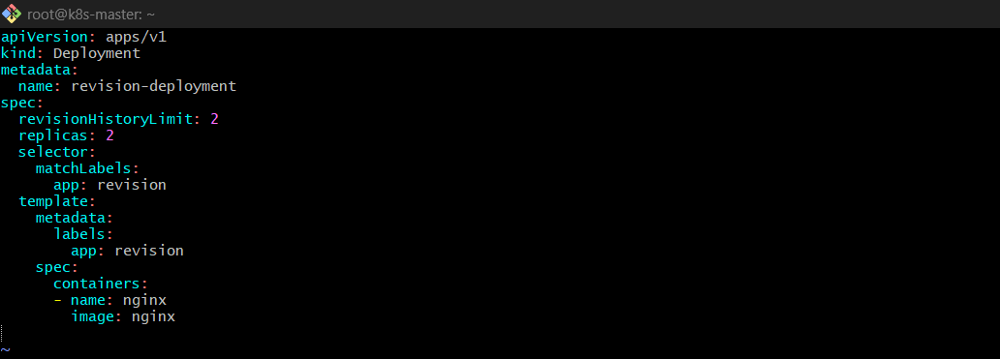 root@k8s-master: ~
apiVersion: apps/v1
kind: Deployment
metadata:
  name: revision-deployment
spec:
  revisionHistoryLimit: 2
  replicas: 2
  selector:
    matchLabels:
      app: revision
  template:
    metadata:
      labels:
        app: revision
    spec:
      containers:
      - name: nginx
        image: nginx
~